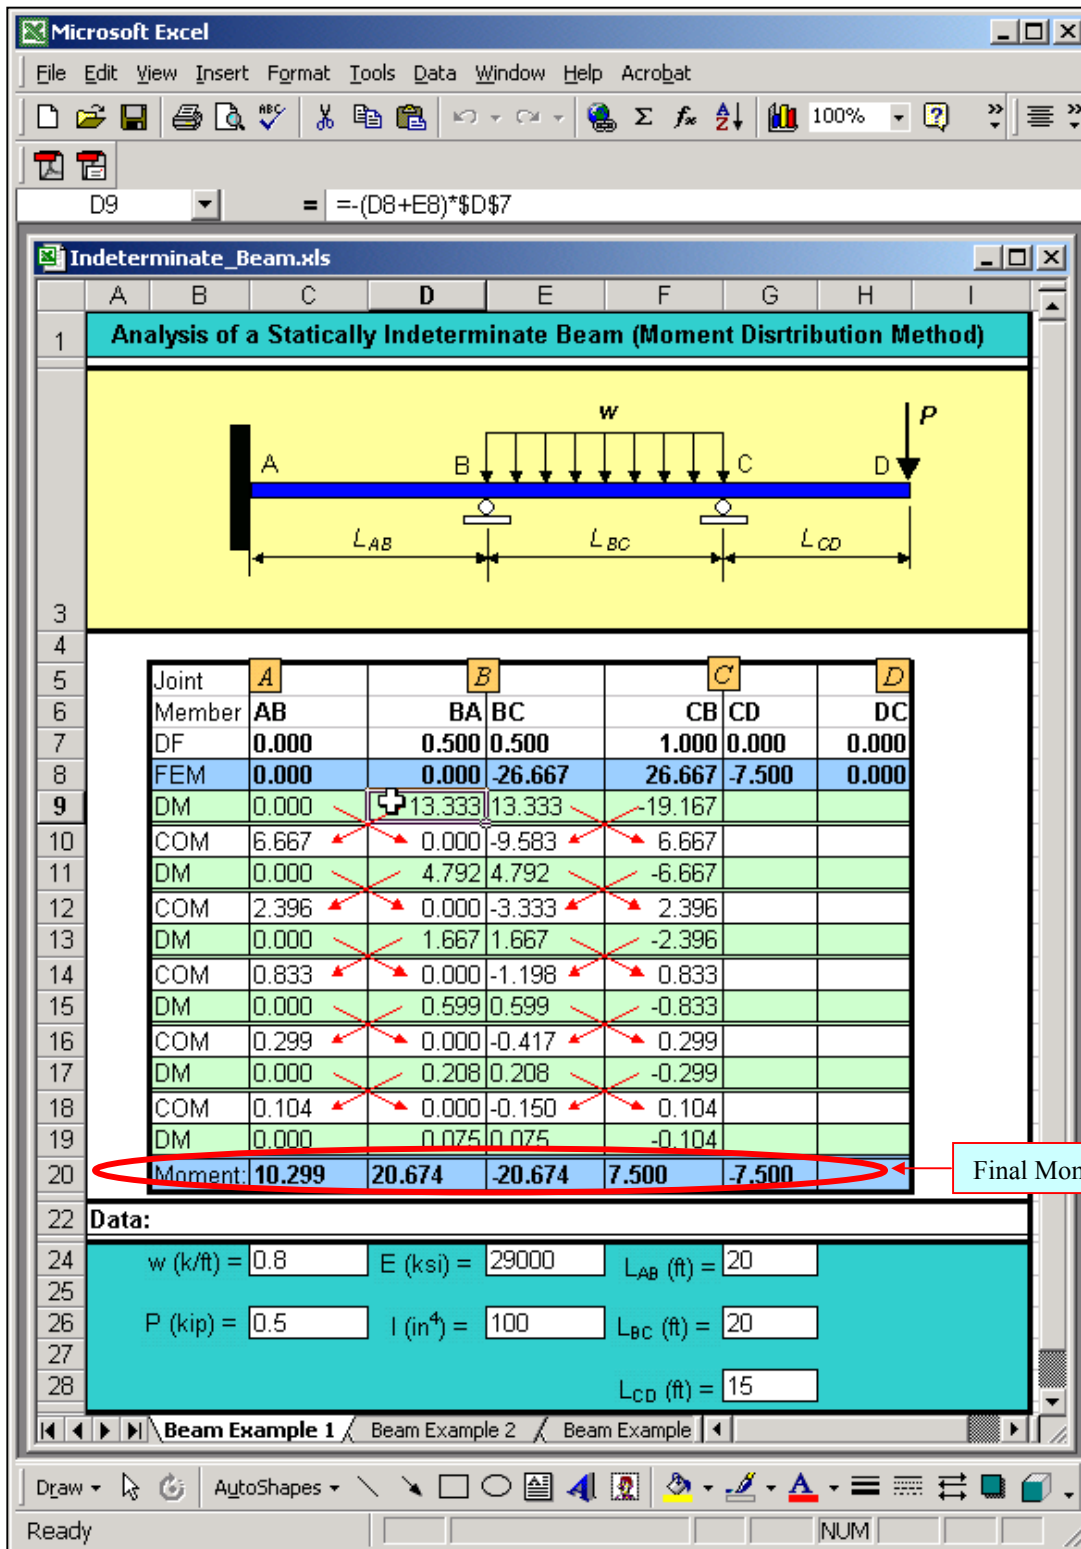 Microsoft Excel
File Edit View Insert Format Tools Data Window Help Acrobat
ABC Σ fx A Z 100% ?
D9 = =-(D8+E8)*$D$7
Indeterminate_Beam.xls
A B C D E F G H I
1 Analysis of a Statically Indeterminate Beam (Moment Disrtribution Method)
w P
A B C D
LAB LBC LCD
3
4
5 Joint A B C D
6 Member AB BA BC CB CD DC
7 DF 0.000 0.500 0.500 1.000 0.000 0.000
8 FEM 0.000 0.000 -26.667 26.667 -7.500 0.000
9 DM 0.000 13.333 13.333 -19.167
10 COM 6.667 0.000 -9.583 6.667
11 DM 0.000 4.792 4.792 -6.667
12 COM 2.396 0.000 -3.333 2.396
13 DM 0.000 1.667 1.667 -2.396
14 COM 0.833 0.000 -1.198 0.833
15 DM 0.000 0.599 0.599 -0.833
16 COM 0.299 0.000 -0.417 0.299
17 DM 0.000 0.208 0.208 -0.299
18 COM 0.104 0.000 -0.150 0.104
19 DM 0.000 0.075 0.075 -0.104
20 Moment: 10.299 20.674 -20.674 7.500 -7.500 Final Mon
22 Data:
24 w (k/ft) = 0.8 E (ksi) = 29000 LAB (ft) = 20
25
26 P (kip) = 0.5 I (in⁴) = 100 LBC (ft) = 20
27
28 LCD (ft) = 15
Beam Example 1 Beam Example 2 Beam Example
Draw AutoShapes A A
Ready NUM